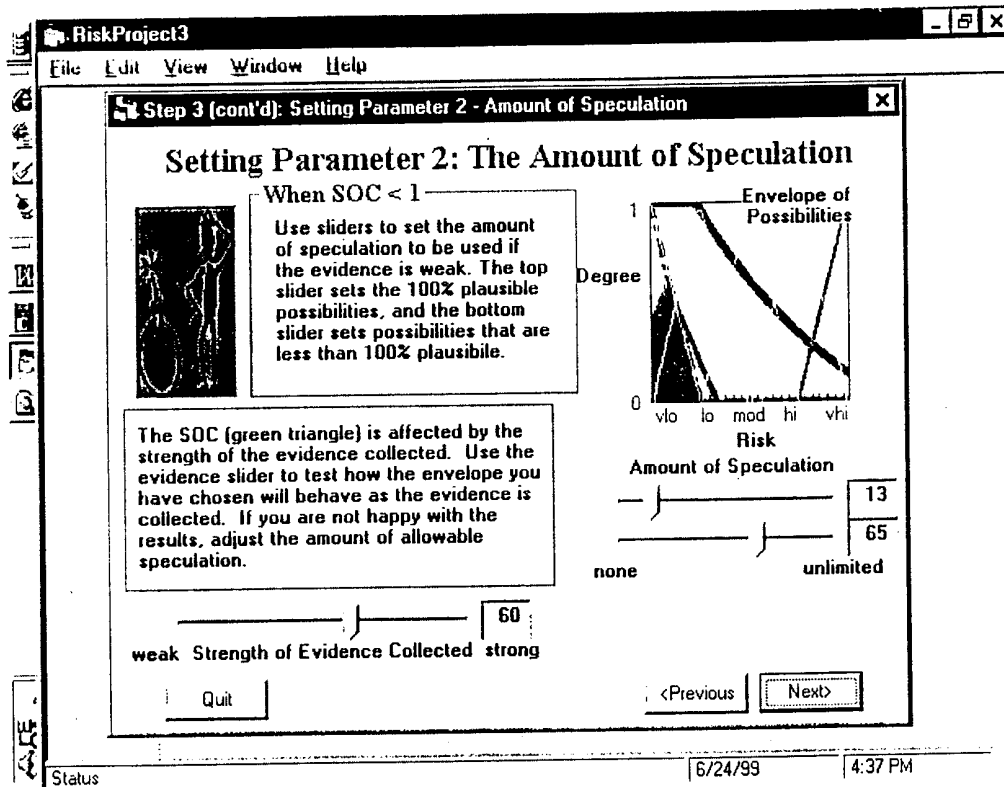 RiskProject3
File Edit View Window Help
Step 3 (cont'd): Setting Parameter 2 - Amount of Speculation
Setting Parameter 2: The Amount of Speculation
When SOC < 1
Use sliders to set the amount
of speculation to be used if
the evidence is weak. The top
slider sets the 100% plausible
possibilities, and the bottom
slider sets possibilities that are
less than 100% plausibile.
Envelope of
Possibilities
1
Degree
0
vlo lo mod hi vhi
Risk
The SOC (green triangle) is affected by the
strength of the evidence collected. Use the
evidence slider to test how the envelope you
have chosen will behave as the evidence is
collected. If you are not happy with the
results, adjust the amount of allowable
speculation.
Amount of Speculation
13
65
none unlimited
60
weak Strength of Evidence Collected strong
Quit
<Previous Next>
Status 6/24/99 4:37 PM